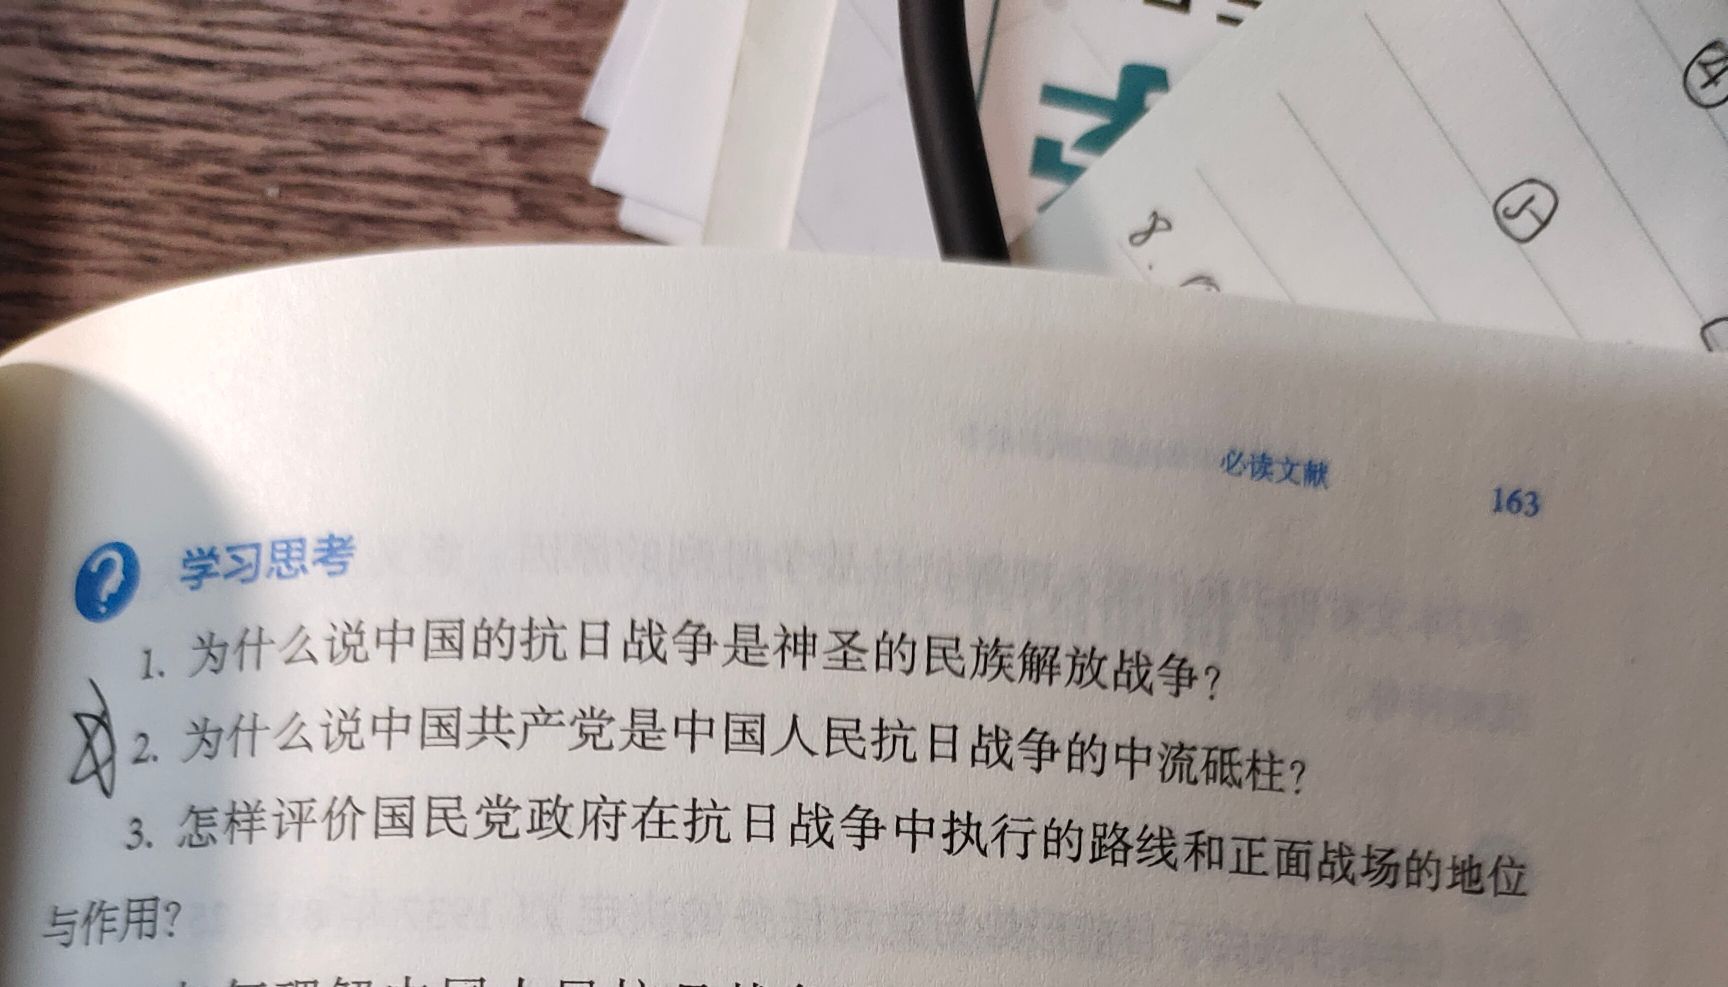 ④
⑤
8.
必读文献 163
学习思考
1. 为什么说中国的抗日战争是神圣的民族解放战争?
2. 为什么说中国共产党是中国人民抗日战争的中流砥柱?
3. 怎样评价国民党政府在抗日战争中执行的路线和正面战场的地位
与作用?